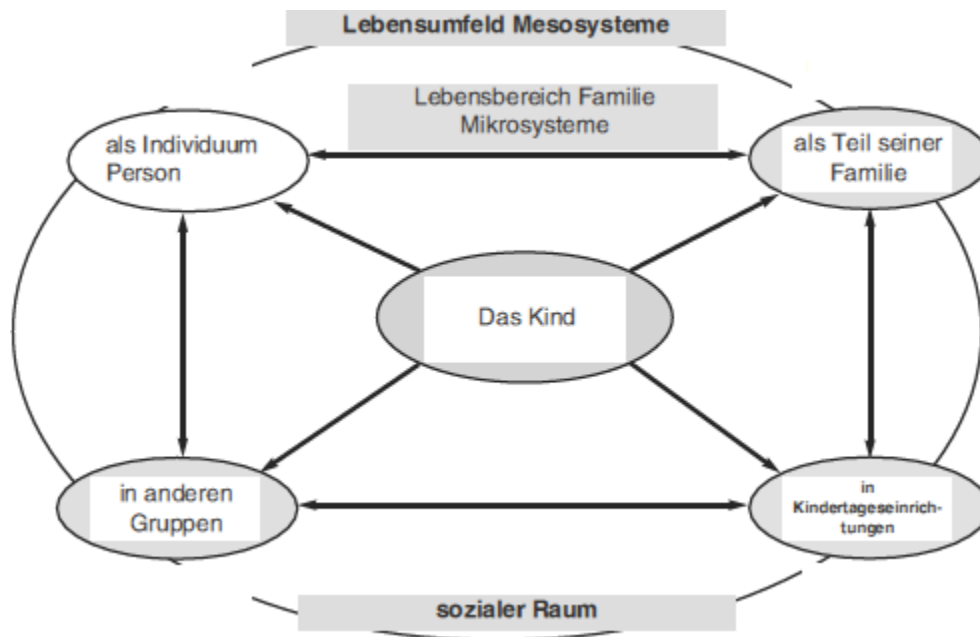 Lebensumfeld Mesosysteme
Lebensbereich Familie
Mikrosysteme
als Individuum
Person
als Teil seiner
Familie
Das Kind
in anderen
Gruppen
in
Kindertageseinrich-
tungen
sozialer Raum